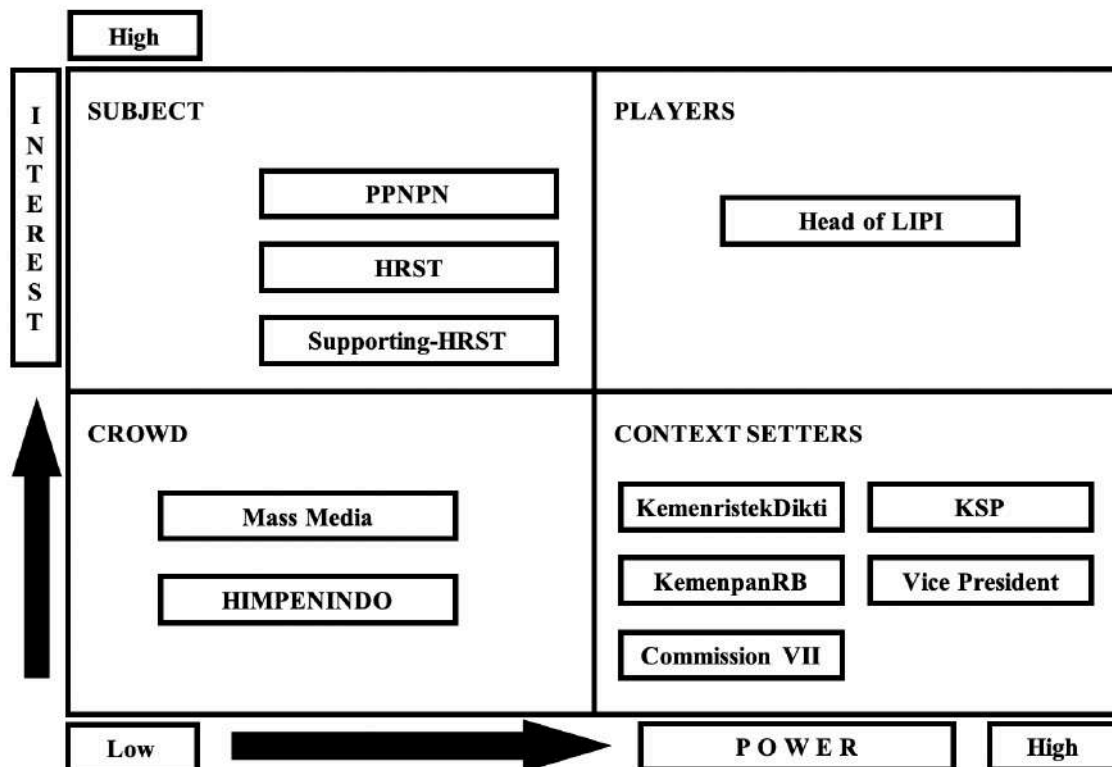 High
INTEREST
SUBJECT
PPNPN
HRST
Supporting-HRST
PLAYERS
Head of LIPI
CROWD
Mass Media
HIMPENINDO
CONTEXT SETTERS
KemenristekDikti
KSP
KemenpanRB
Vice President
Commission VII
Low
P O W E R
High